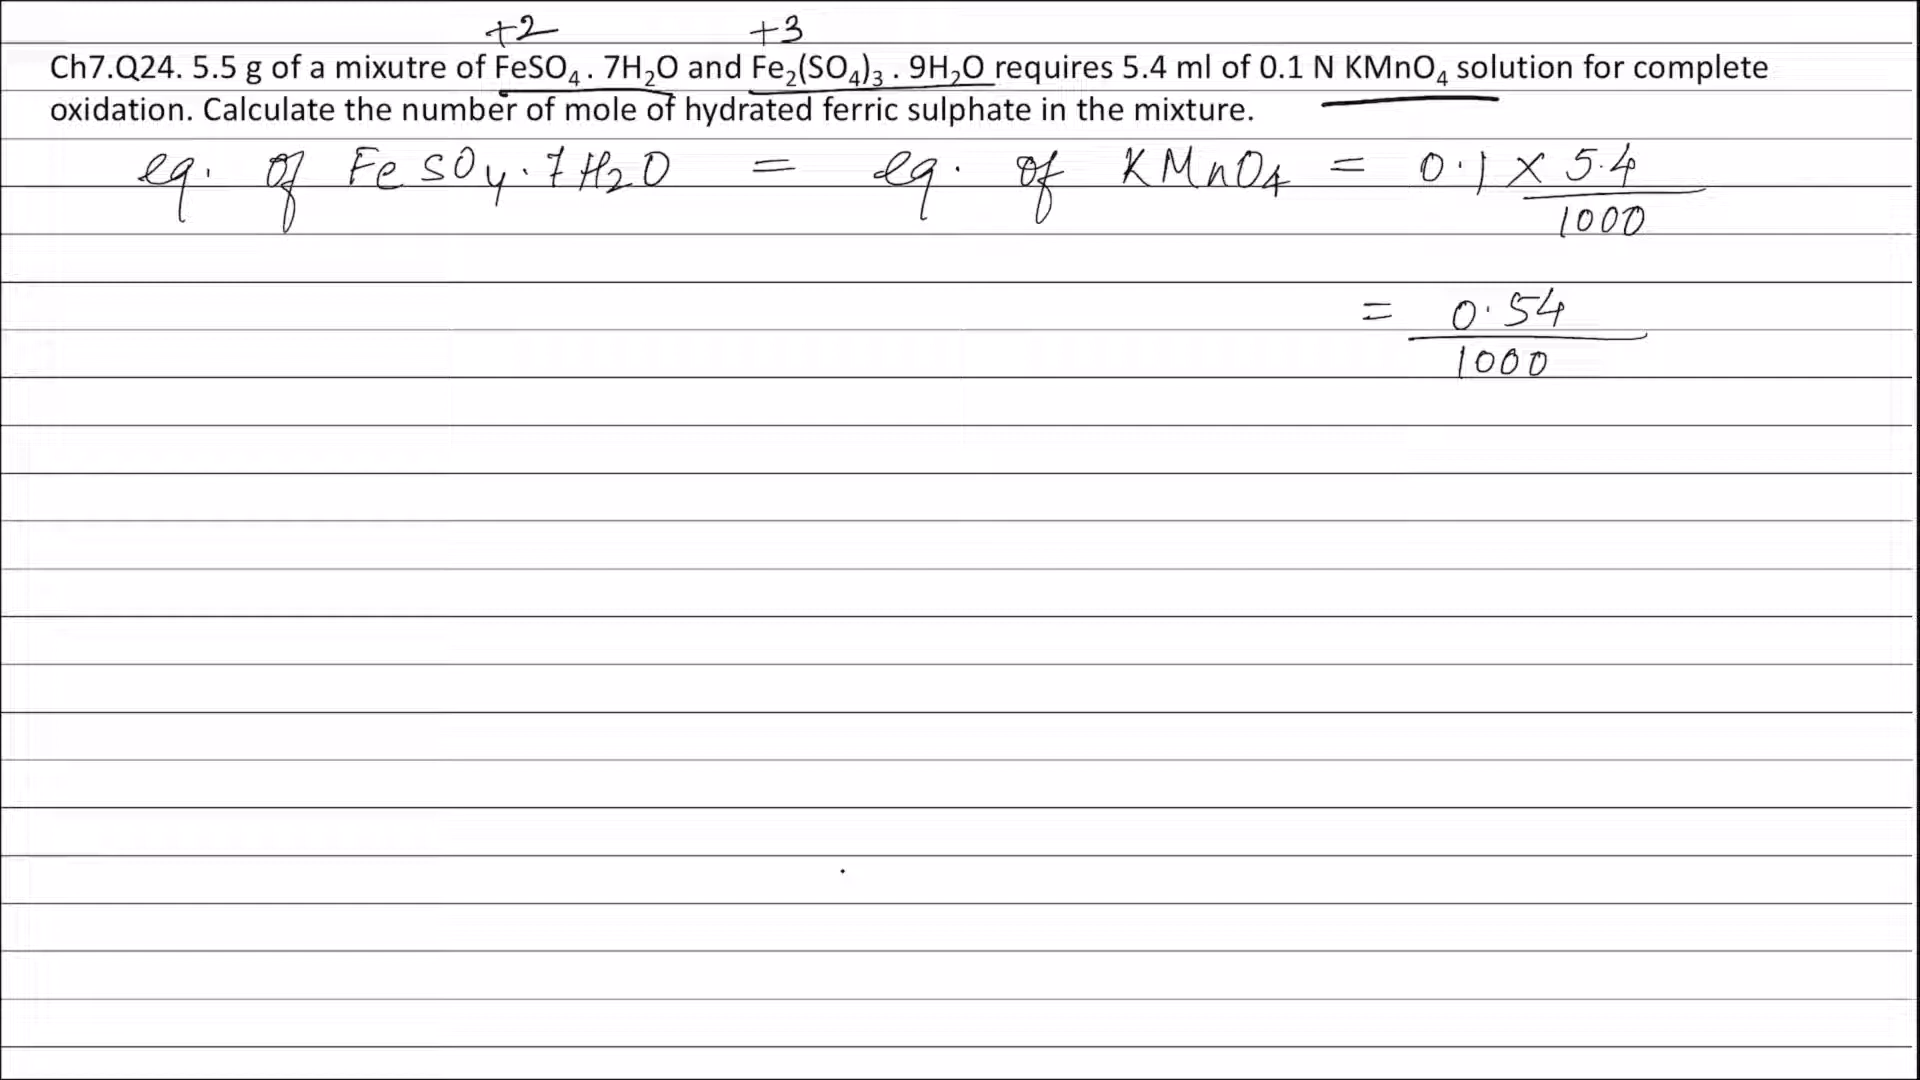 +2 +3
Ch7.Q24. 5.5 g of a mixutre of FeSO₄ . 7H₂O and Fe₂(SO₄)₃ . 9H₂O requires 5.4 ml of 0.1 N KMnO₄ solution for complete
oxidation. Calculate the number of mole of hydrated ferric sulphate in the mixture.
eq. of FeSO₄.7H₂O = eq. of KMnO₄ = 0.1 × 5.4
1000
= 0.54
1000